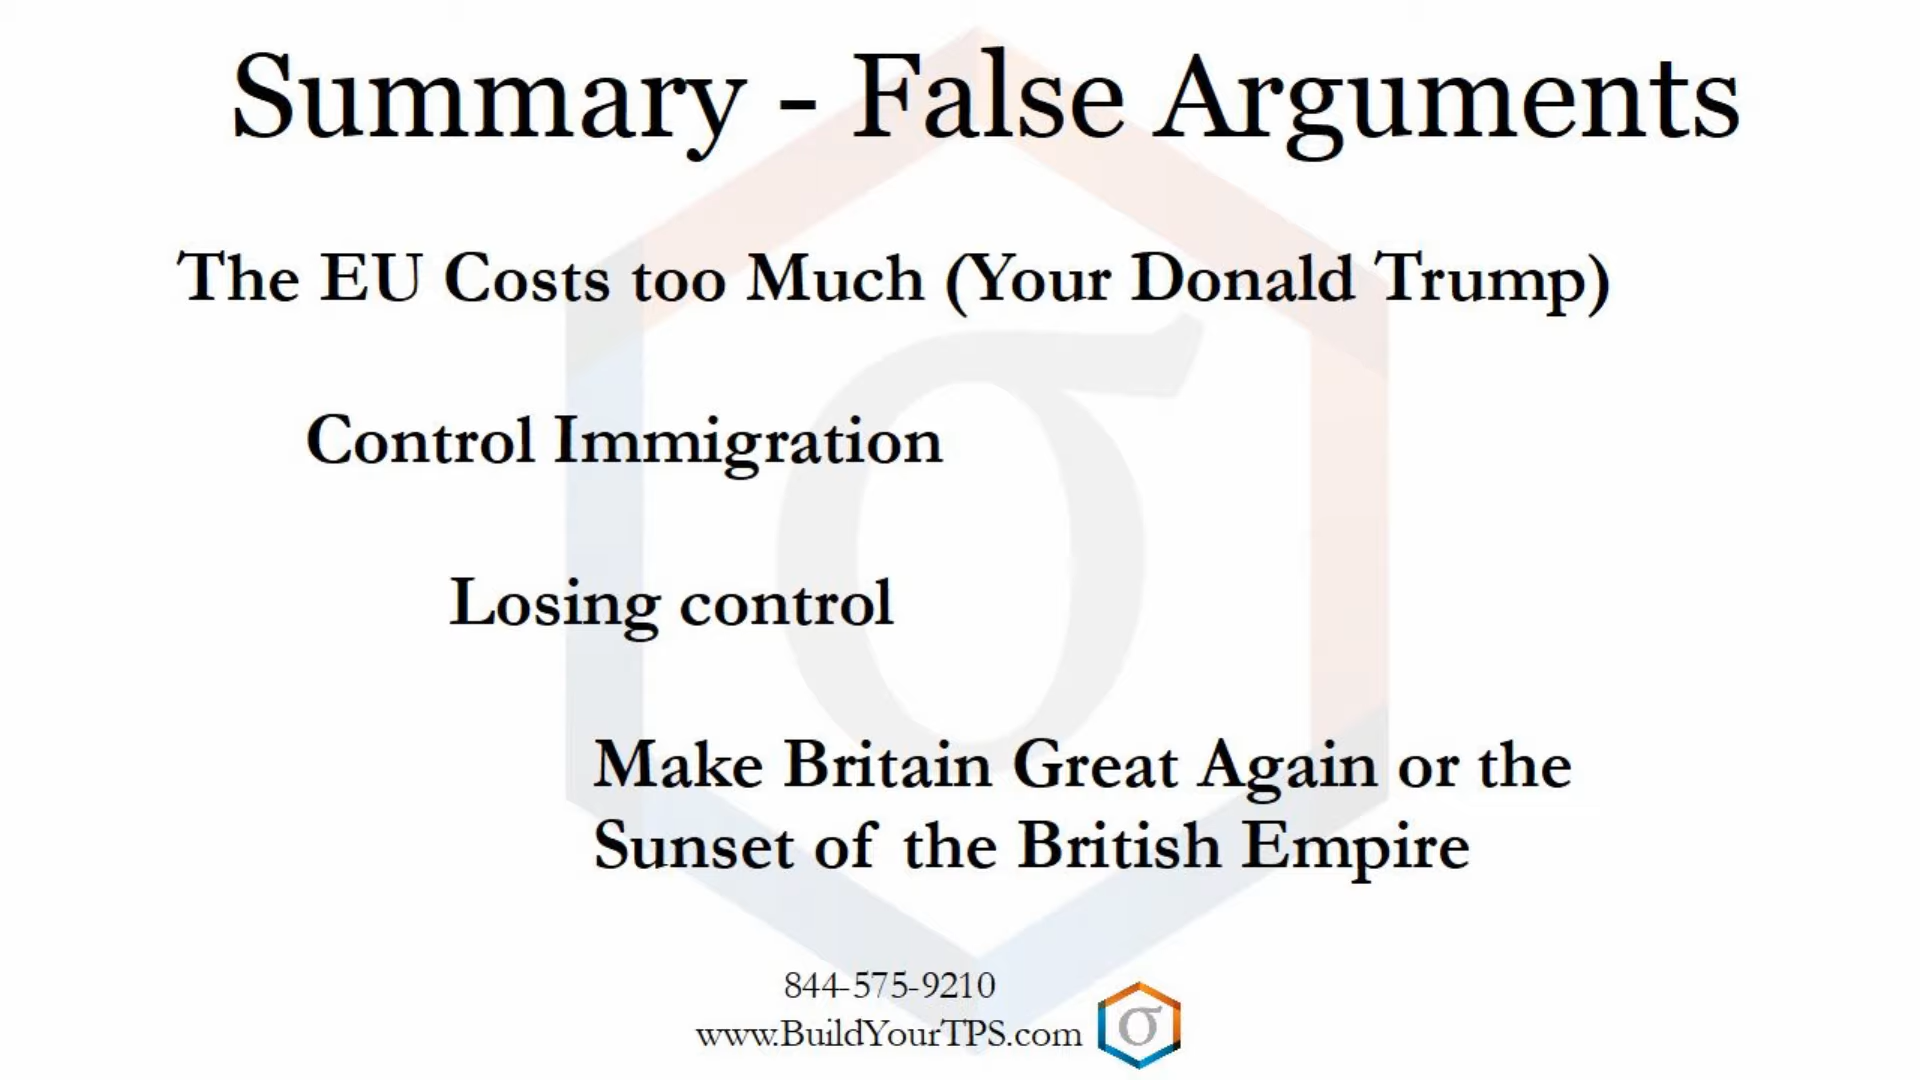 Summary - False Arguments
The EU Costs too Much (Your Donald Trump)
Control Immigration
Losing control
Make Britain Great Again or the
Sunset of the British Empire
844-575-9210
www.BuildYourTPS.com
σ